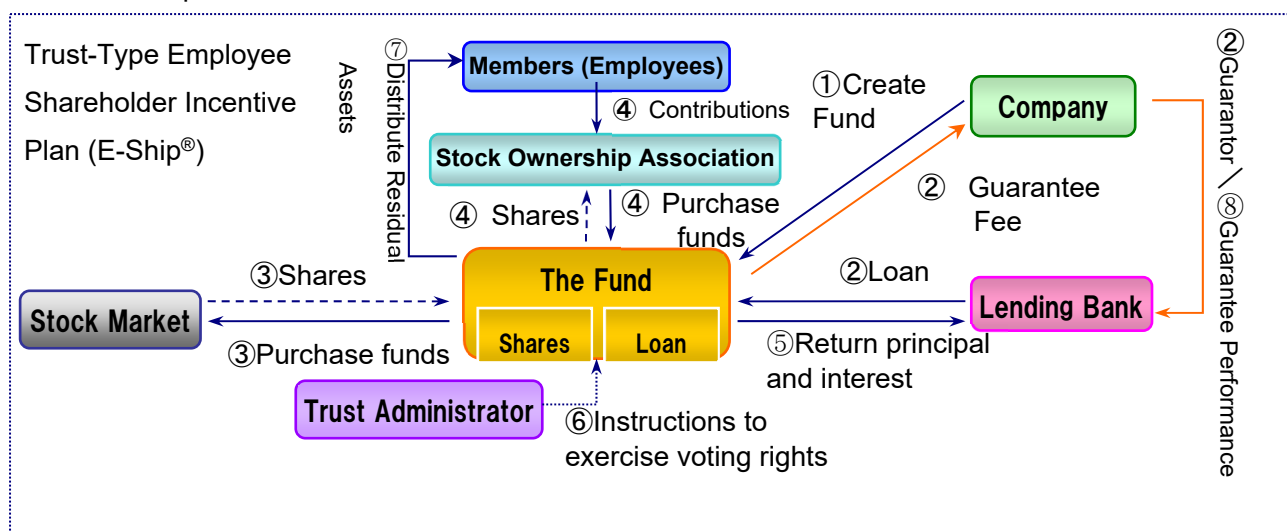 Trust-Type Employee
Shareholder Incentive
Plan (E-Ship®)
⑦Distribute Residual
Assets
Members (Employees)
④ Contributions
Stock Ownership Association
④ Shares
④ Purchase
funds
①Create
Fund
Company
② Guarantee
Fee
②Guarantor ╲ ⑧Guarantee Performance
③Shares
Stock Market
③Purchase funds
The Fund
Shares
Loan
②Loan
Lending Bank
⑤Return principal
and interest
Trust Administrator
⑥Instructions to
exercise voting rights